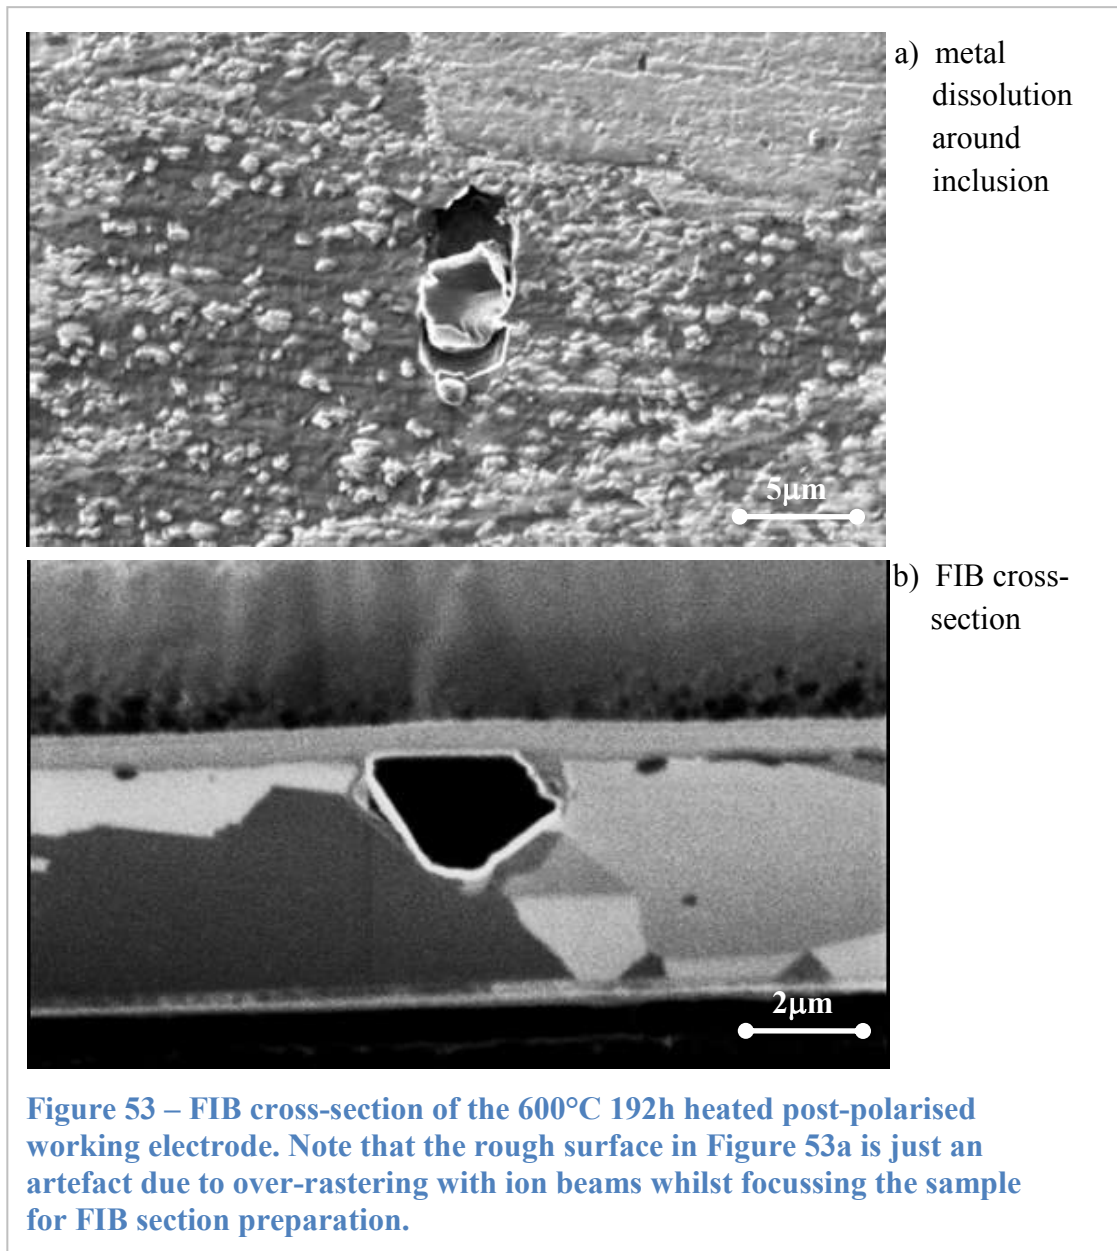 a) metal
dissolution
around
inclusion
5μm
b) FIB cross-
section
2μm
Figure 53 – FIB cross-section of the 600°C 192h heated post-polarised
working electrode. Note that the rough surface in Figure 53a is just an
artefact due to over-rastering with ion beams whilst focussing the sample
for FIB section preparation.